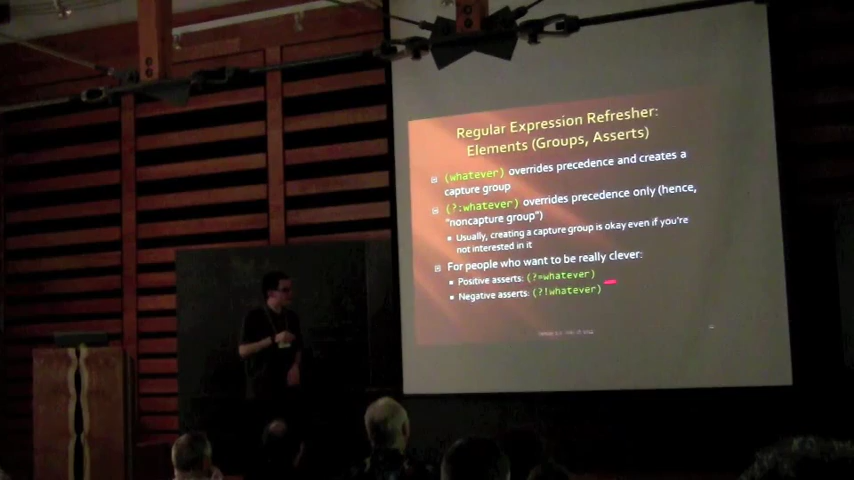 Regular Expression Refresher:
Elements (Groups, Asserts)
(whatever) overrides precedence and creates a
capture group
(?:whatever) overrides precedence only (hence,
"noncapture group")
Usually, creating a capture group is okay even if you're
not interested in it
For people who want to be really clever:
Positive asserts: (?=whatever)
Negative asserts: (?!whatever)